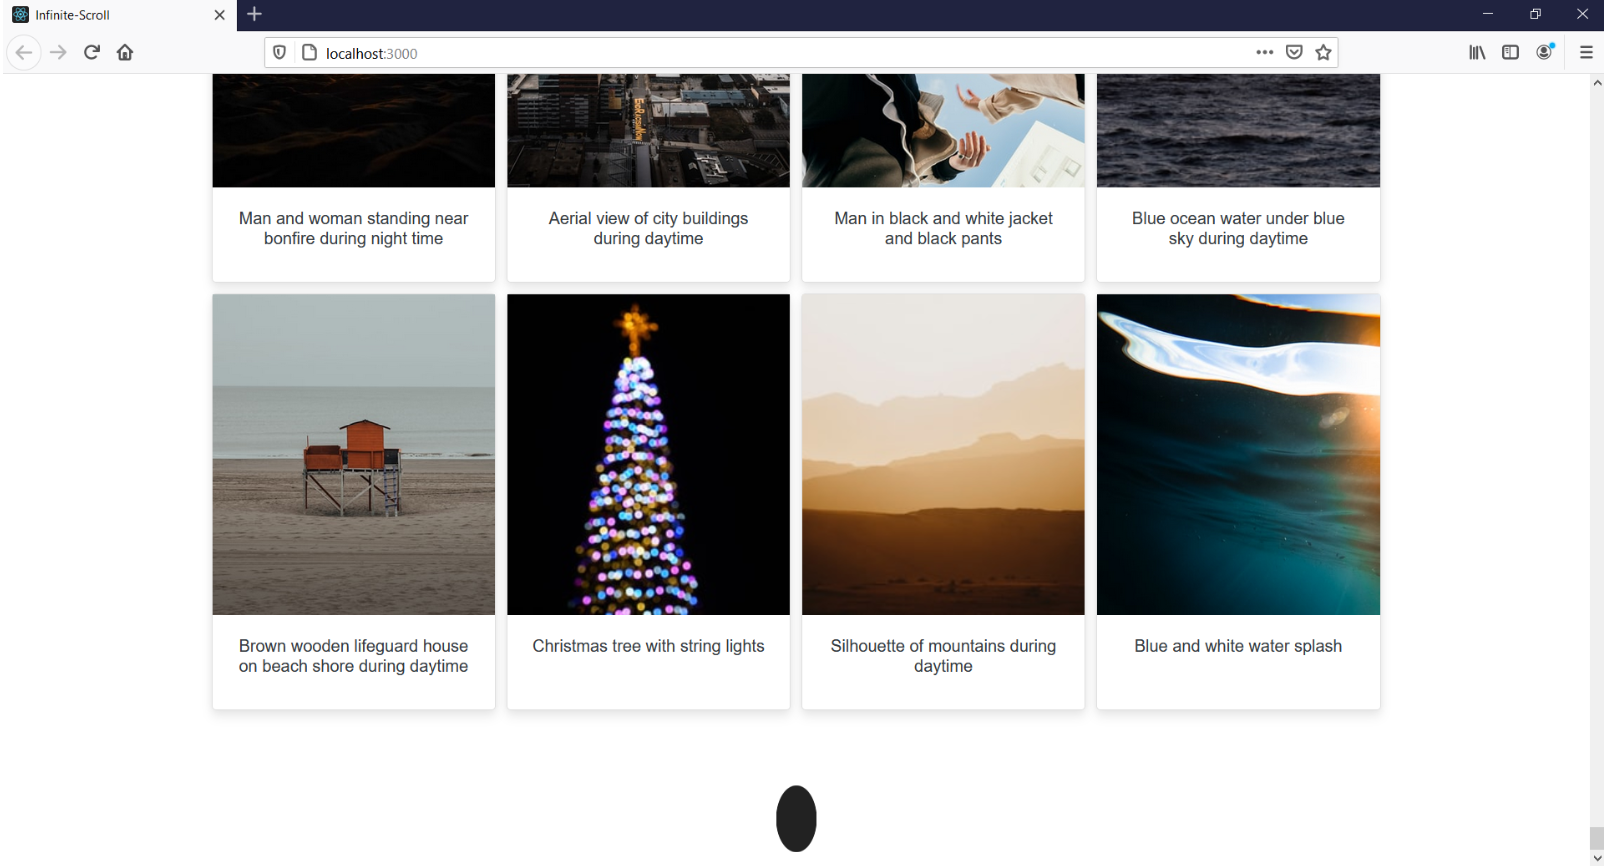 Infinite-Scroll
localhost:3000
Man and woman standing near
bonfire during night time
Aerial view of city buildings
during daytime
Man in black and white jacket
and black pants
Blue ocean water under blue
sky during daytime
Brown wooden lifeguard house
on beach shore during daytime
Christmas tree with string lights
Silhouette of mountains during
daytime
Blue and white water splash